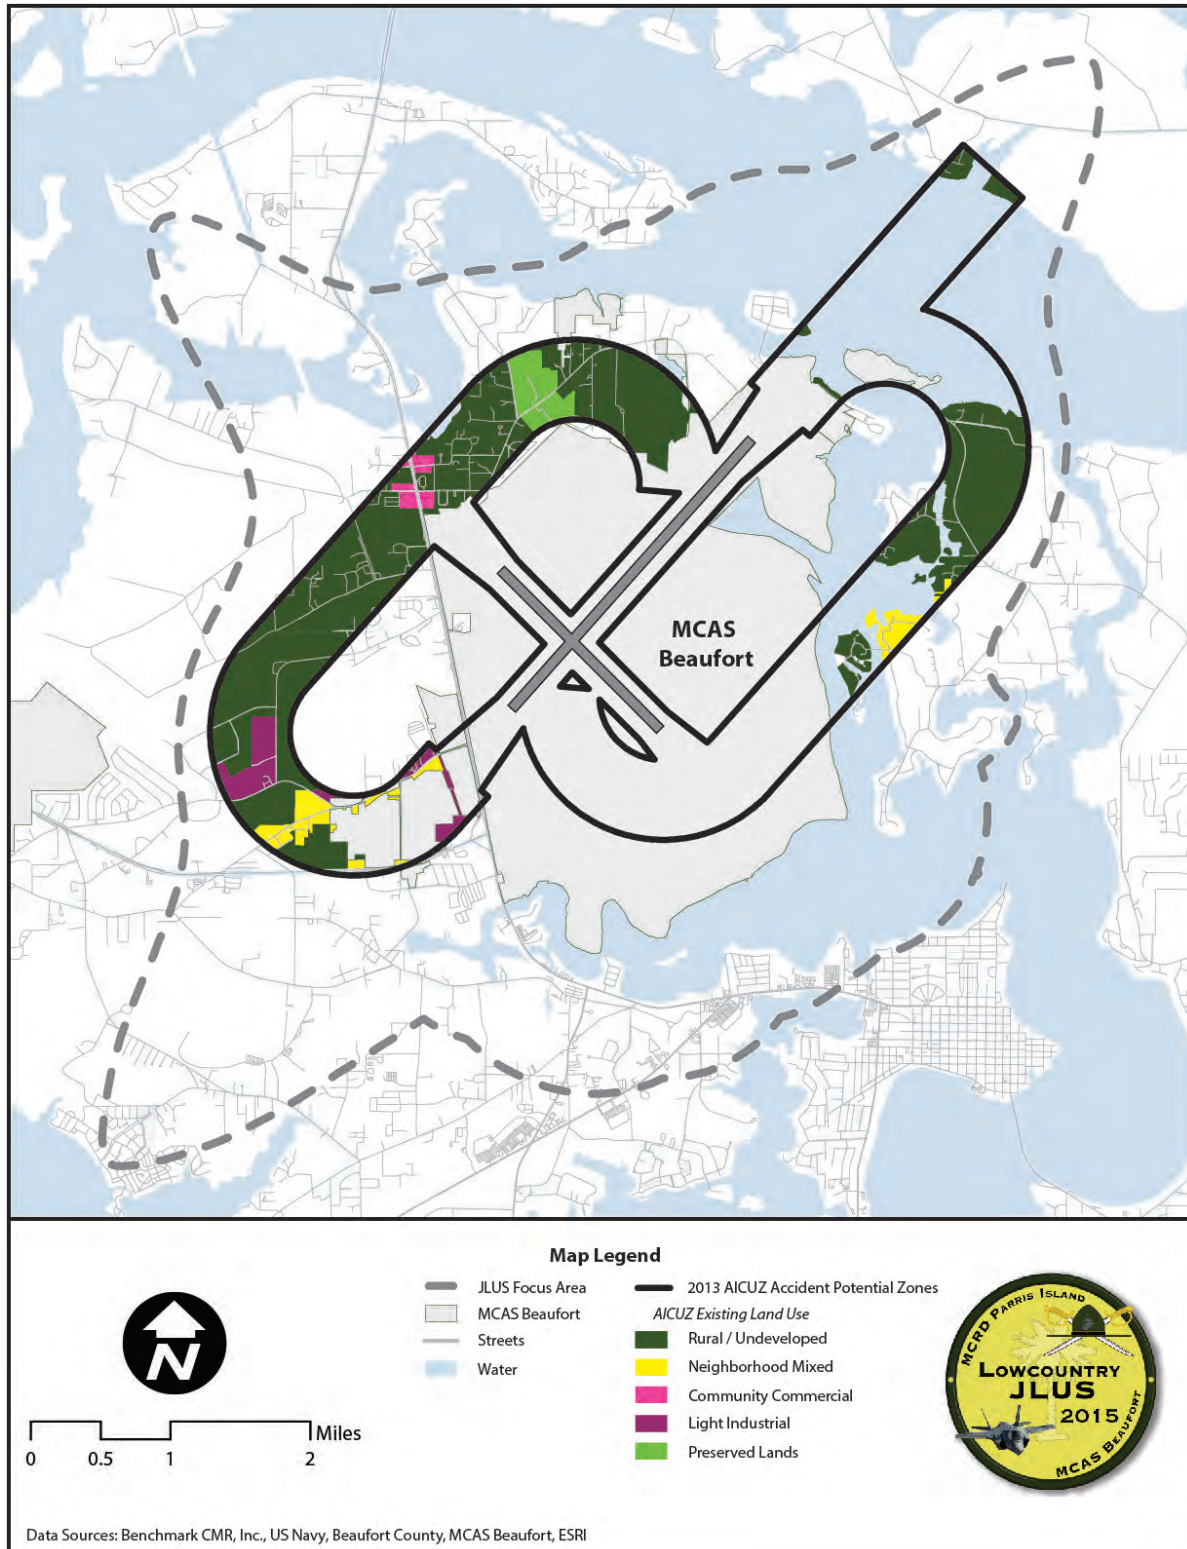 MCAS
Beaufort
Map Legend
JLUS Focus Area
MCAS Beaufort
Streets
Water
2013 AICUZ Accident Potential Zones
AICUZ Existing Land Use
Rural / Undeveloped
Neighborhood Mixed
Community Commercial
Light Industrial
Preserved Lands
N
0 0.5 1 2 Miles
MCRD PARRIS ISLAND
LOWCOUNTRY
JLUS
2015
MCAS BEAUFORT
Data Sources: Benchmark CMR, Inc., US Navy, Beaufort County, MCAS Beaufort, ESRI